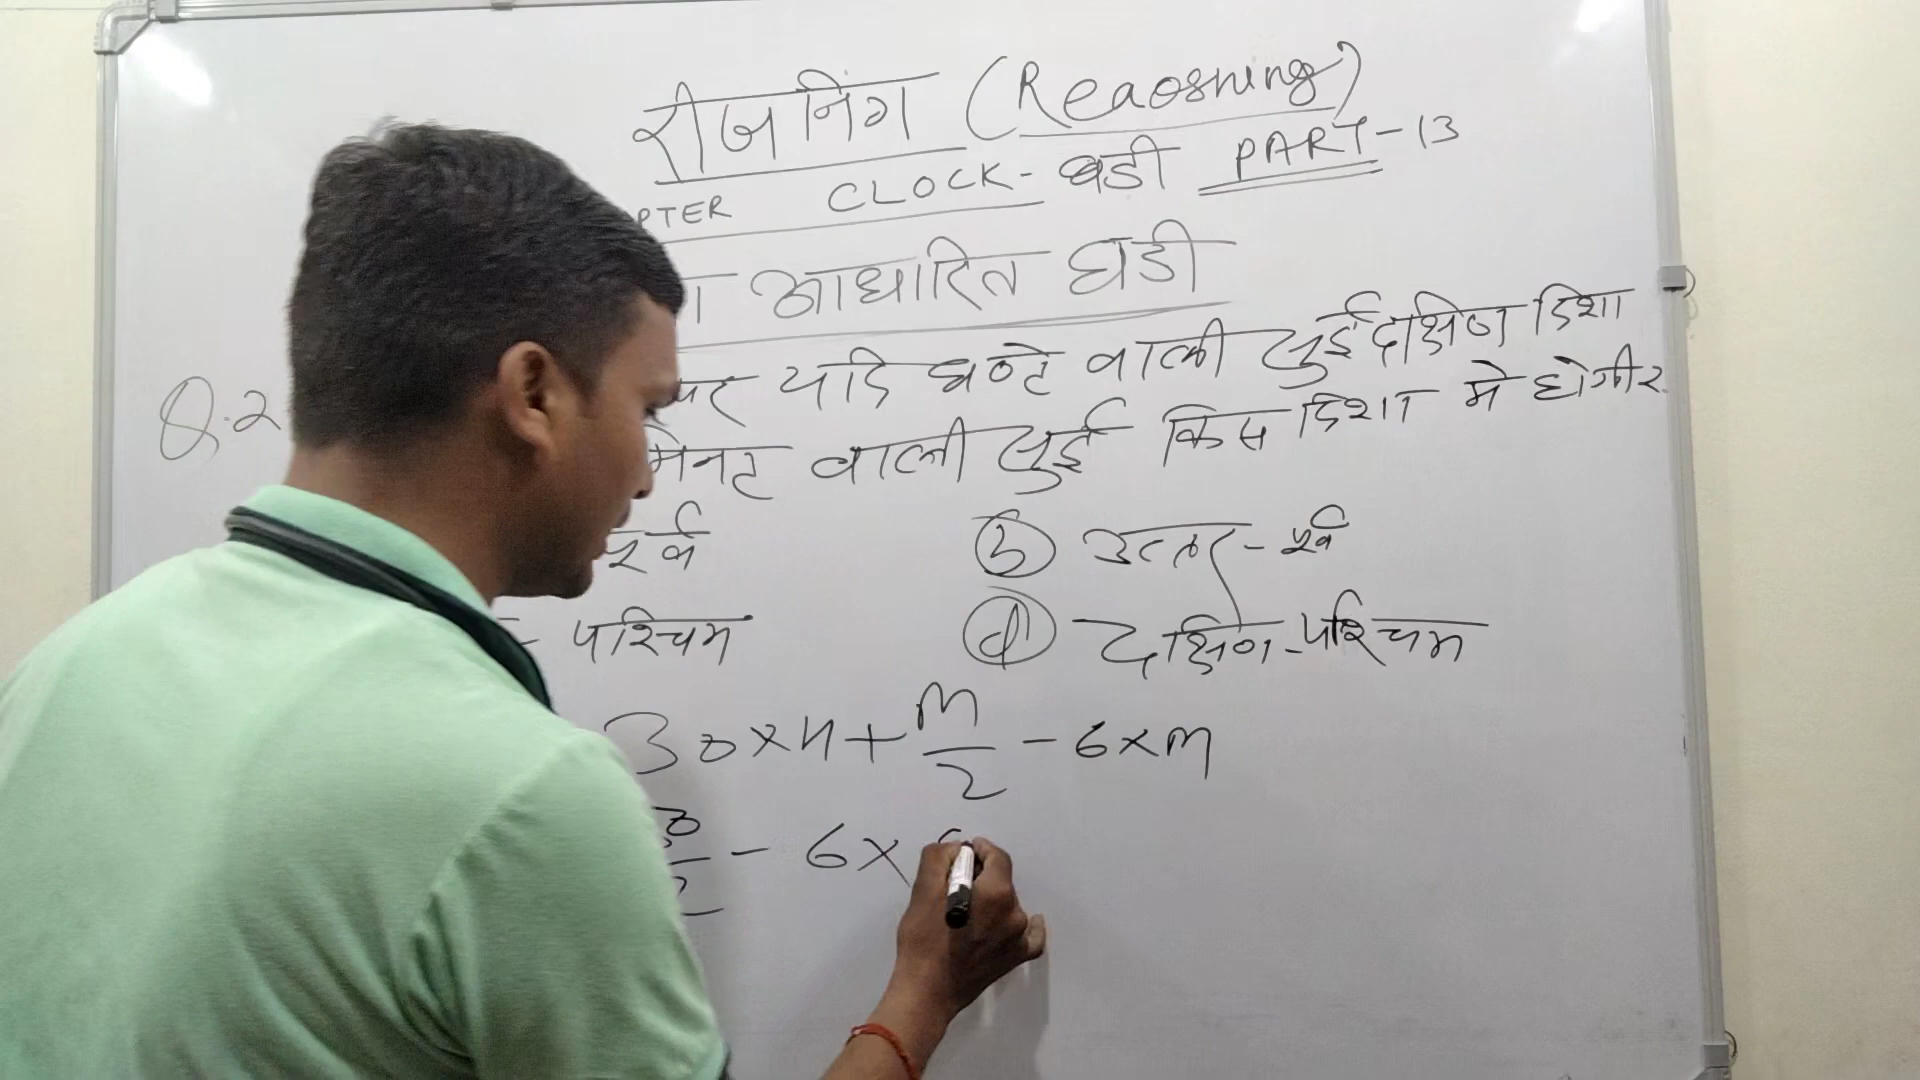 रीजनिंग (Reaosning)
PTER CLOCK- घडी PART-13
आधारित घडी
Q.2 पर यदि घण्टे वाली सुई दक्षिण दिशा
मिनट वाली सुई किस दिशा मे होगी?
पूर्व (b) उत्तर-पूर्व
- पश्चिम (d) दक्षिण-पश्चिम
30×H+M/2-6×M
- 6×